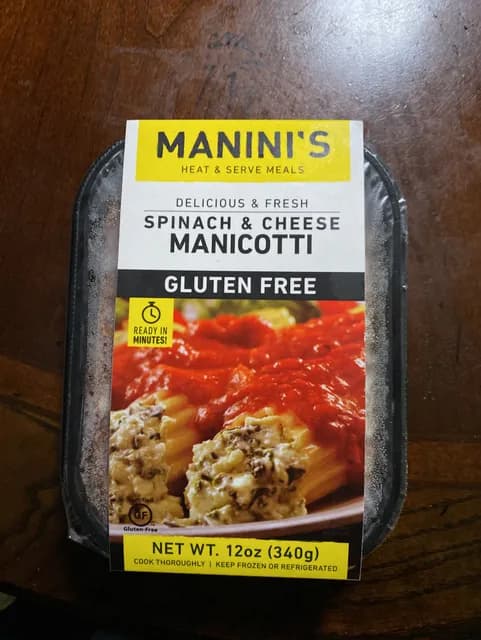 MANINI'S
HEAT & SERVE MEALS
DELICIOUS & FRESH
SPINACH & CHEESE
MANICOTTI
GLUTEN FREE
READY IN
MINUTES!
GF
Gluten-Free
NET WT. 12oz (340g)
COOK THOROUGHLY | KEEP FROZEN OR REFRIGERATED